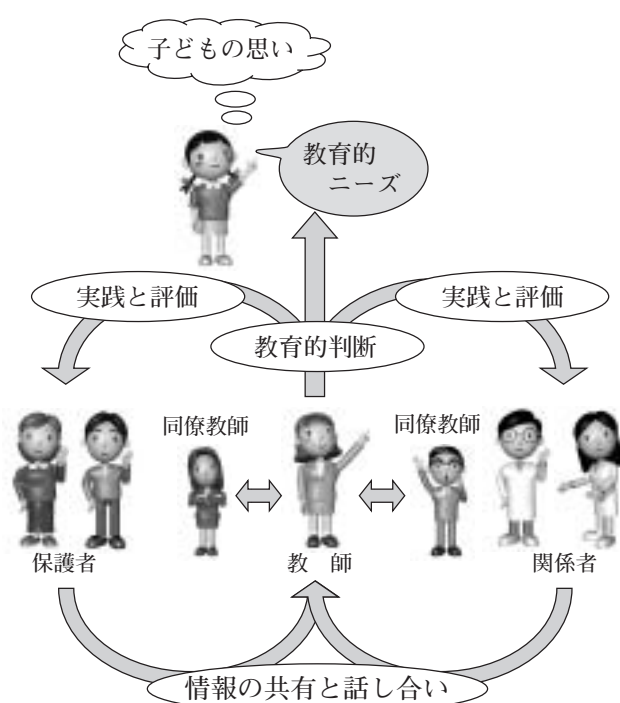 子どもの思い
教育的
ニーズ
実践と評価
実践と評価
教育的判断
同僚教師
同僚教師
保護者
教 師
関係者
情報の共有と話し合い